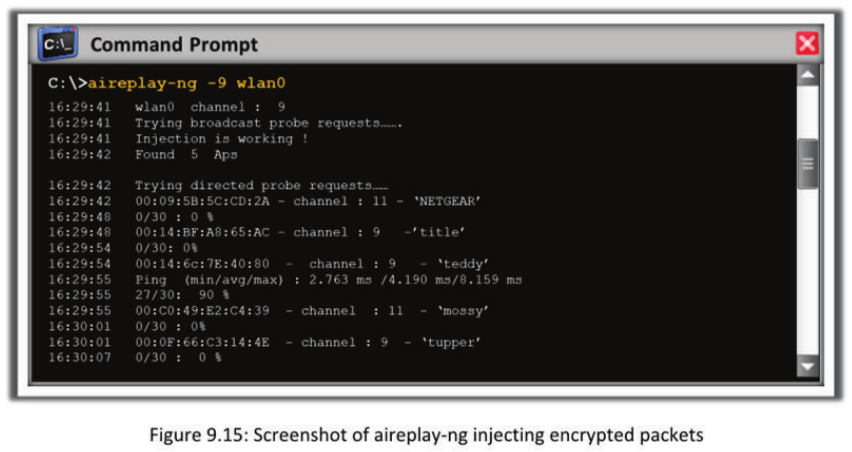 C:\_ Command Prompt
C:\>aireplay-ng -9 wlan0
16:29:41 wlan0 channel : 9
16:29:41 Trying broadcast probe requests…….
16:29:41 Injection is working !
16:29:42 Found 5 Aps
16:29:42 Trying directed probe requests……
16:29:42 00:09:5B:5C:CD:2A – channel : 11 – ‘NETGEAR’
16:29:48 0/30 : 0 %
16:29:48 00:14:BF:A8:65:AC – channel : 9 –‘title’
16:29:54 0/30: 0%
16:29:54 00:14:6c:7E:40:80 – channel : 9 – ‘teddy’
16:29:55 Ping (min/avg/max) : 2.763 ms /4.190 ms/8.159 ms
16:29:55 27/30: 90 %
16:29:55 00:C0:49:E2:C4:39 – channel : 11 – ‘mossy’
16:30:01 0/30 : 0%
16:30:01 00:0F:66:C3:14:4E – channel : 9 – ‘tupper’
16:30:07 0/30 : 0 %
Figure 9.15: Screenshot of aireplay-ng injecting encrypted packets